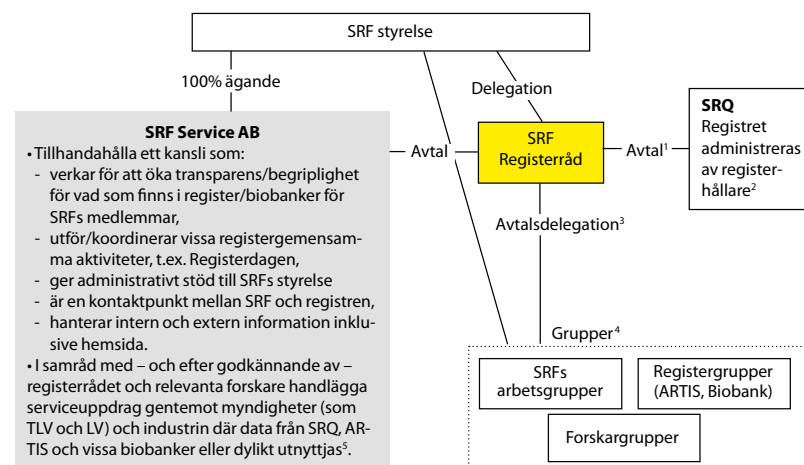 SRF styrelse
100% ägande
Delegation
SRF Service AB
• Tillhandahålla ett kansli som:
- verkar för att öka transparens/begriplighet
för vad som finns i register/biobanker för
SRFs medlemmar,
- utför/koordinerar vissa registergemensam-
ma aktiviteter, t.ex. Registerdagen,
- ger administrativt stöd till SRFs styrelse
- är en kontaktpunkt mellan SRF och registren,
- hanterar intern och extern information inklu-
sive hemsida.
• I samråd med – och efter godkännande av –
registerrådet och relevanta forskare handlägga
serviceuppdrag gentemot myndigheter (som
TLV och LV) och industrin där data från SRQ, AR-
TIS och vissa biobanker eller dylikt utnyttjas⁵.
Avtal
SRF
Registerråd
Avtal¹
SRQ
Registret
administreras
av register-
hållare²
Avtalsdelegation³
Grupper⁴
SRFs
arbetsgrupper
Registergrupper
(ARTIS, Biobank)
Forskargrupper